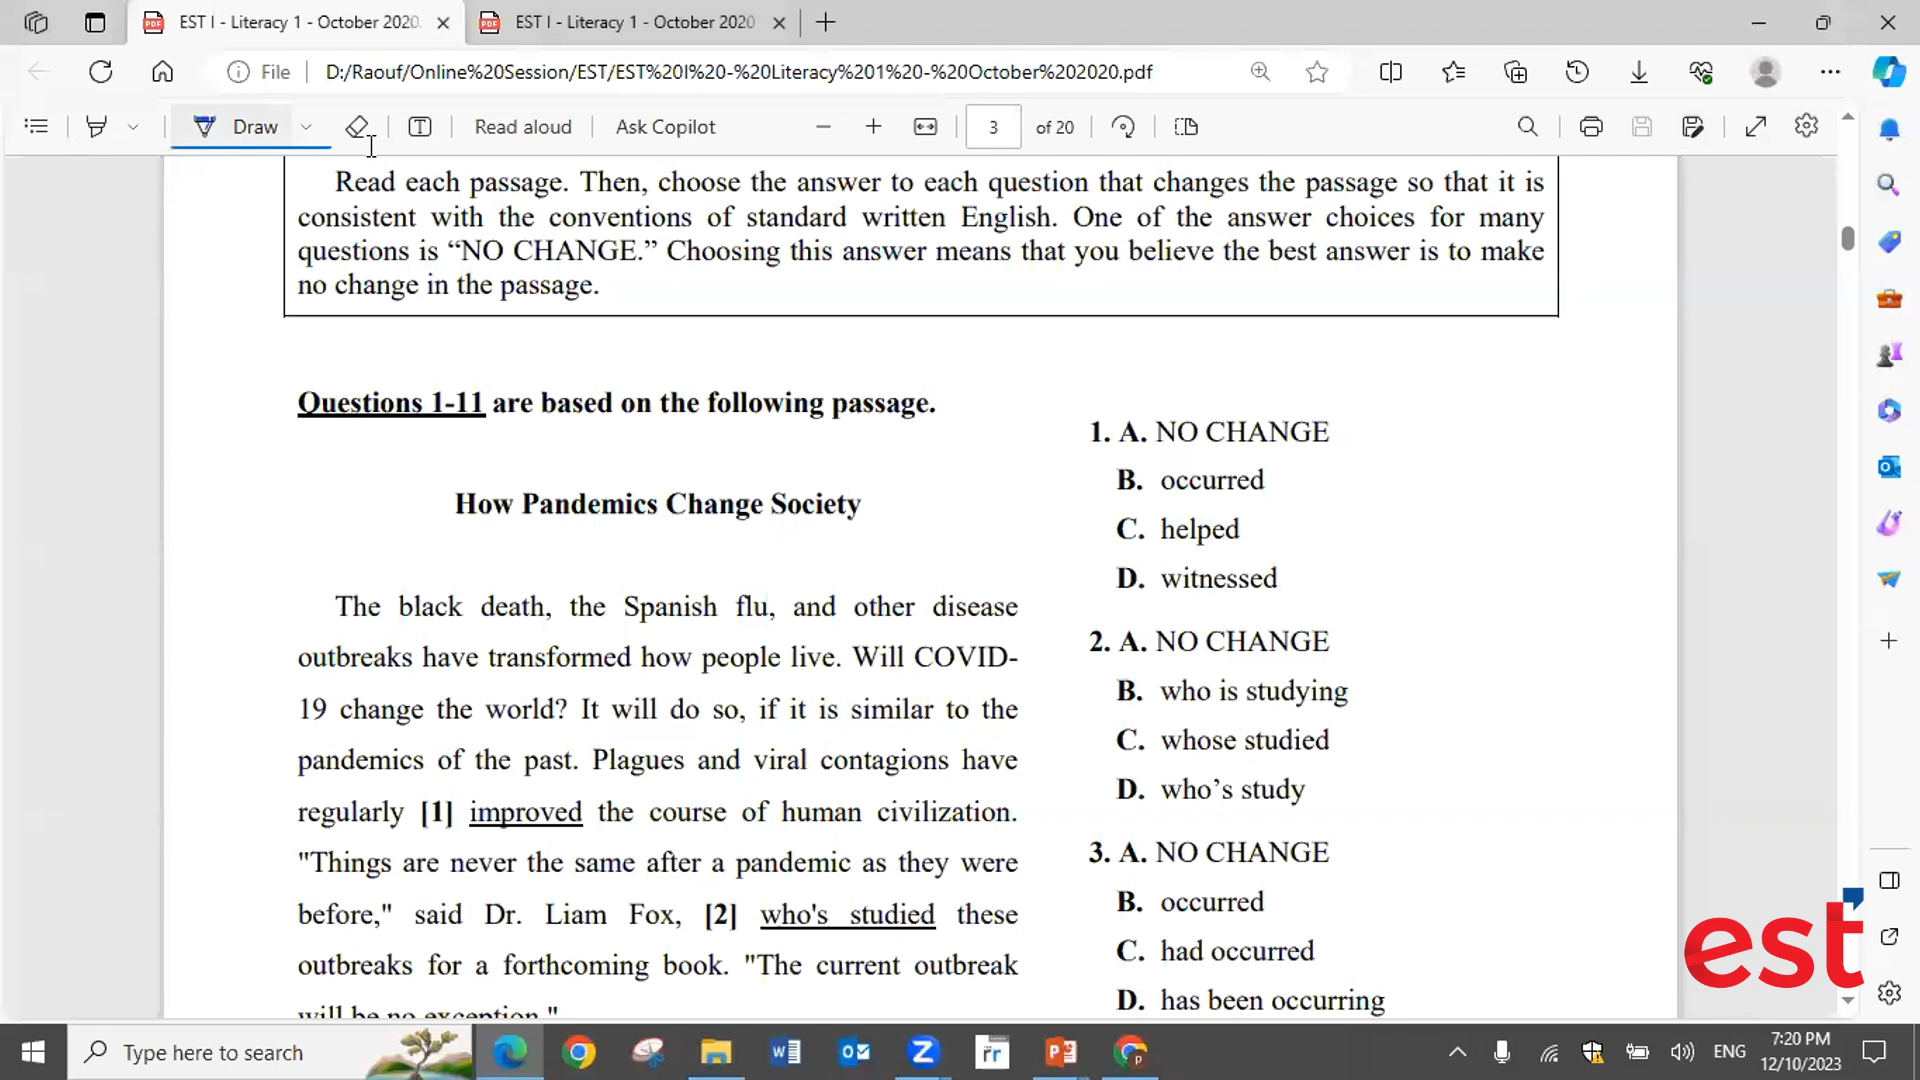 EST I - Literacy 1 - October 2020.
EST I - Literacy 1 - October 2020
File
D:/Raouf/Online%20Session/EST/EST%20I%20-%20Literacy%201%20-%20October%202020.pdf
Draw
Read aloud
Ask Copilot
3
of 20
Read each passage. Then, choose the answer to each question that changes the passage so that it is
consistent with the conventions of standard written English. One of the answer choices for many
questions is “NO CHANGE.” Choosing this answer means that you believe the best answer is to make
no change in the passage.
Questions 1-11 are based on the following passage.
How Pandemics Change Society
The black death, the Spanish flu, and other disease
outbreaks have transformed how people live. Will COVID-
19 change the world? It will do so, if it is similar to the
pandemics of the past. Plagues and viral contagions have
regularly [1] improved the course of human civilization.
"Things are never the same after a pandemic as they were
before," said Dr. Liam Fox, [2] who's studied these
outbreaks for a forthcoming book. "The current outbreak
will be no exception."
1. A. NO CHANGE
B. occurred
C. helped
D. witnessed
2. A. NO CHANGE
B. who is studying
C. whose studied
D. who’s study
3. A. NO CHANGE
B. occurred
C. had occurred
D. has been occurring
est
Type here to search
ENG
7:20 PM
12/10/2023